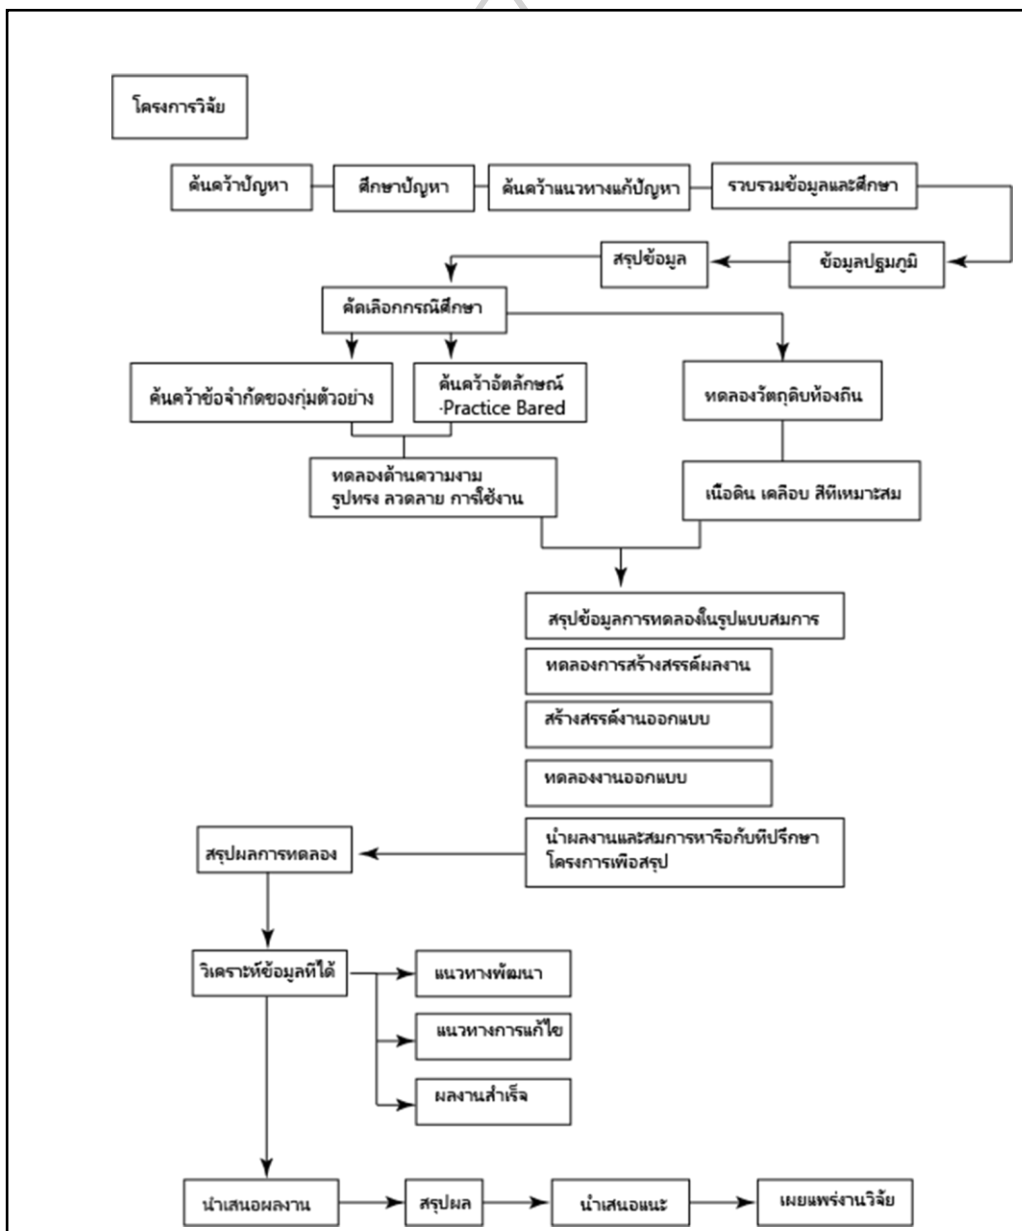 โครงการวิจัย
ค้นคว้าปัญหา
ศึกษาปัญหา
ค้นคว้าแนวทางแก้ปัญหา
รวบรวมข้อมูลและศึกษา
สรุปข้อมูล
ข้อมูลปฐมภูมิ
คัดเลือกกรณีศึกษา
ค้นคว้าข้อจำกัดของกุ่มตัวอย่าง
ค้นคว้าอัตลักษณ์
·Practice Bared
ทดลองวัตถุดิบท้องถิน
ทดลองด้านความงาม
รูปทรง ลวดลาย การใช้งาน
เนื้อดิน เคลือบ สีทีเหมาะสม
สรุปข้อมูลการทดลองในรูปแบบสมการ
ทดลองการสร้างสรรค์ผลงาน
สร้างสรรค์งานออกแบบ
ทดลองงานออกแบบ
นำผลงานและสมการหารือกับทีปรึกษา
โครงการเพือสรุป
สรุปผลการทดลอง
วิเคราะห์ข้อมูลทีได้
แนวทางพัฒนา
แนวทางการแก้ไข
ผลงานสำเร็จ
นำเสนอผลงาน
สรุปผล
นำเสนอแนะ
เผยแพร่งานวิจัย